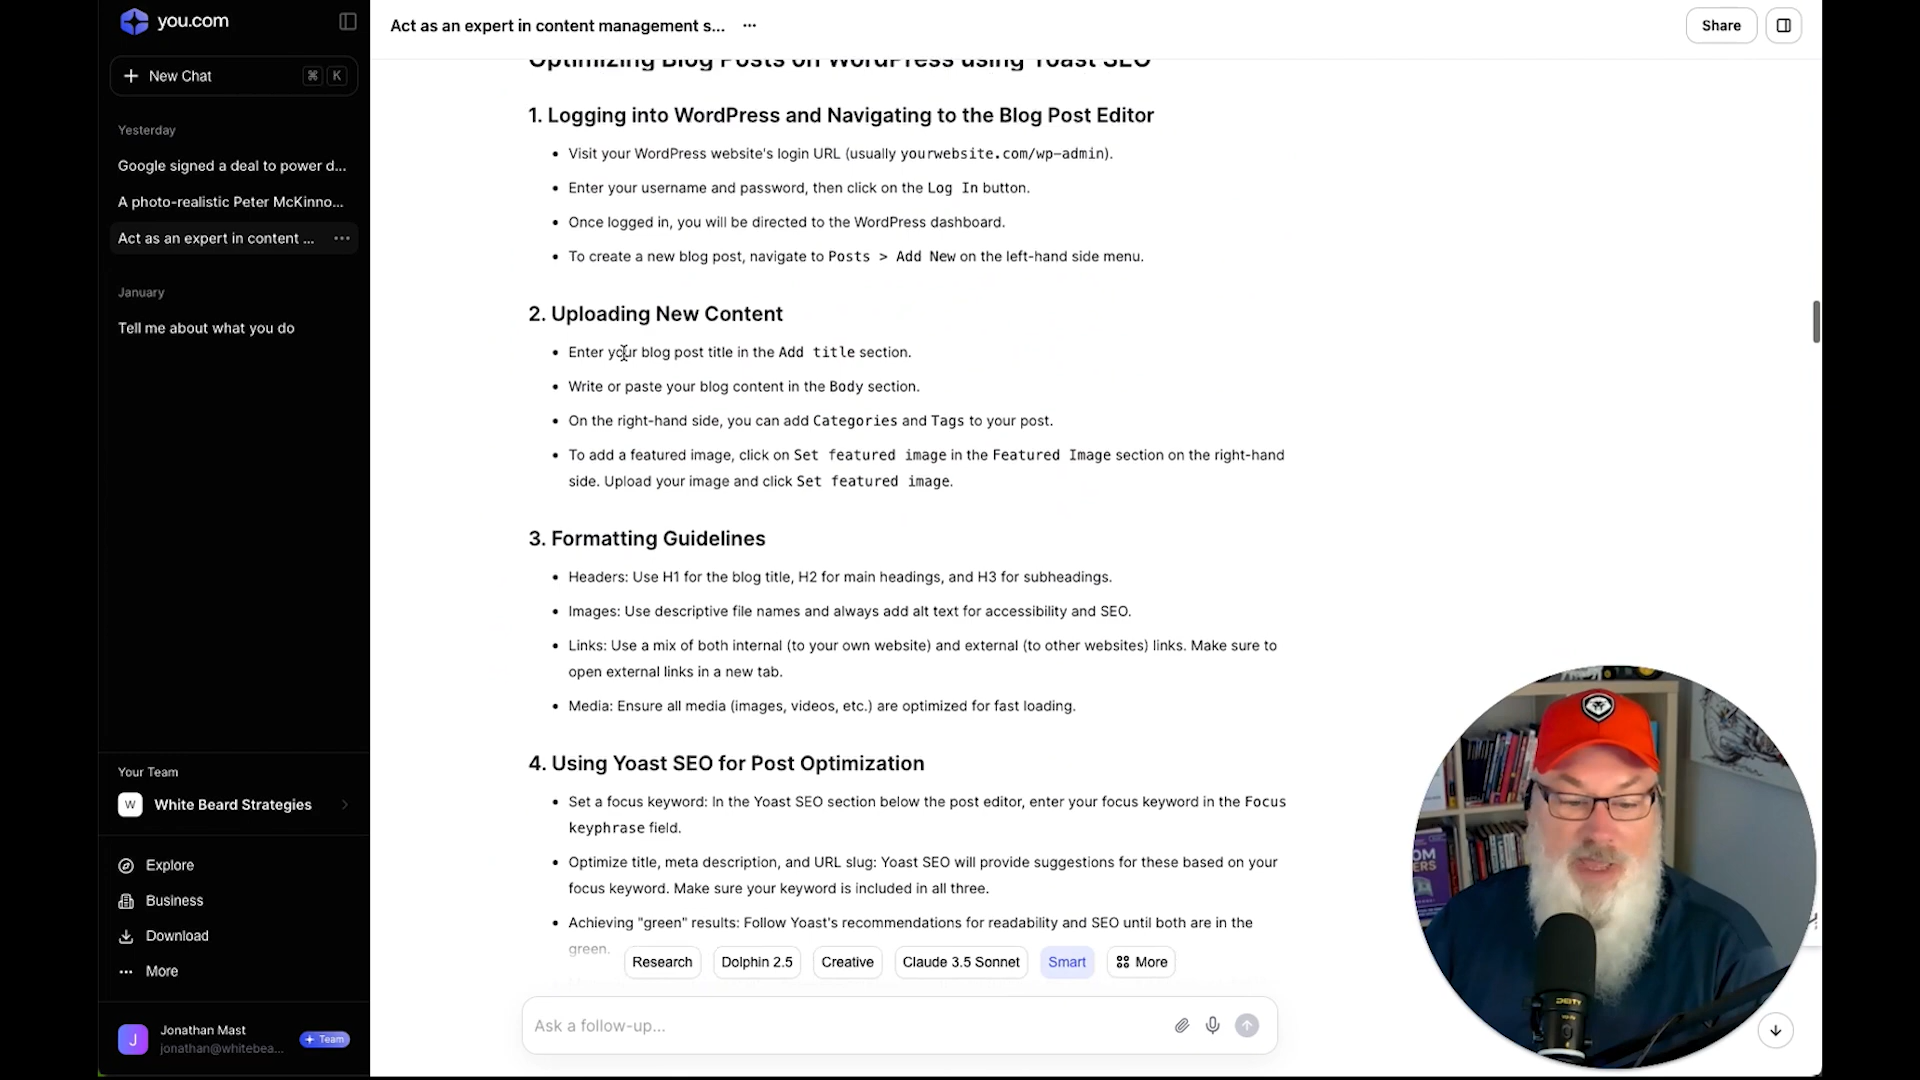 you.com
New Chat
⌘ K
Yesterday
Google signed a deal to power d...
A photo-realistic Peter McKinno...
Act as an expert in content ...
January
Tell me about what you do
Your Team
W White Beard Strategies
Explore
Business
Download
More
J Jonathan Mast
jonathan@whitebea...
Team
Act as an expert in content management s...
Share
Optimizing Blog Posts on WordPress using Yoast SEO
1. Logging into WordPress and Navigating to the Blog Post Editor
• Visit your WordPress website's login URL (usually yourwebsite.com/wp-admin).
• Enter your username and password, then click on the Log In button.
• Once logged in, you will be directed to the WordPress dashboard.
• To create a new blog post, navigate to Posts > Add New on the left-hand side menu.
2. Uploading New Content
• Enter your blog post title in the Add title section.
• Write or paste your blog content in the Body section.
• On the right-hand side, you can add Categories and Tags to your post.
• To add a featured image, click on Set featured image in the Featured Image section on the right-hand
side. Upload your image and click Set featured image.
3. Formatting Guidelines
• Headers: Use H1 for the blog title, H2 for main headings, and H3 for subheadings.
• Images: Use descriptive file names and always add alt text for accessibility and SEO.
• Links: Use a mix of both internal (to your own website) and external (to other websites) links. Make sure to
open external links in a new tab.
• Media: Ensure all media (images, videos, etc.) are optimized for fast loading.
4. Using Yoast SEO for Post Optimization
• Set a focus keyword: In the Yoast SEO section below the post editor, enter your focus keyword in the Focus
keyphrase field.
• Optimize title, meta description, and URL slug: Yoast SEO will provide suggestions for these based on your
focus keyword. Make sure your keyword is included in all three.
• Achieving "green" results: Follow Yoast's recommendations for readability and SEO until both are in the
green.
Research
Dolphin 2.5
Creative
Claude 3.5 Sonnet
Smart
More
Ask a follow-up...
DEITY